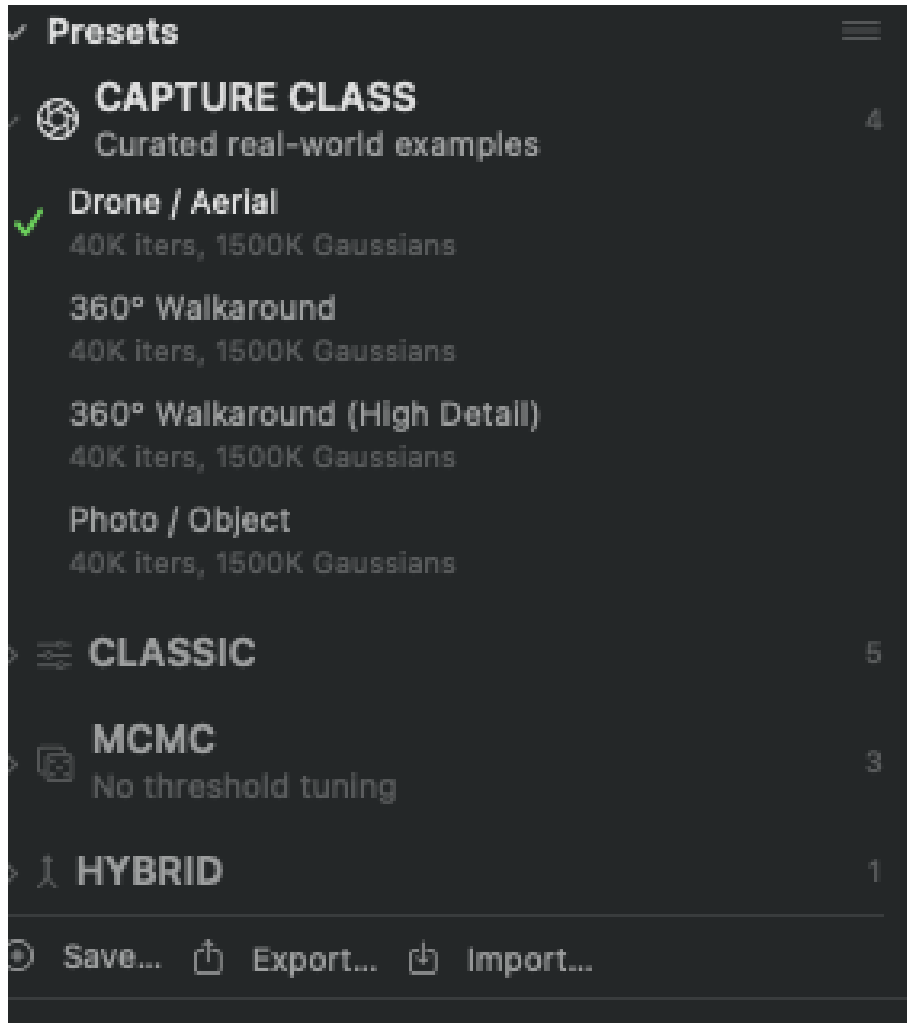 Presets
CAPTURE CLASS
4
Curated real-world examples
Drone / Aerial
40K iters, 1500K Gaussians
360° Walkaround
40K iters, 1500K Gaussians
360° Walkaround (High Detail)
40K iters, 1500K Gaussians
Photo / Object
40K iters, 1500K Gaussians
CLASSIC 5
MCMC
3
No threshold tuning
HYBRID 1
Save... Export... Import...